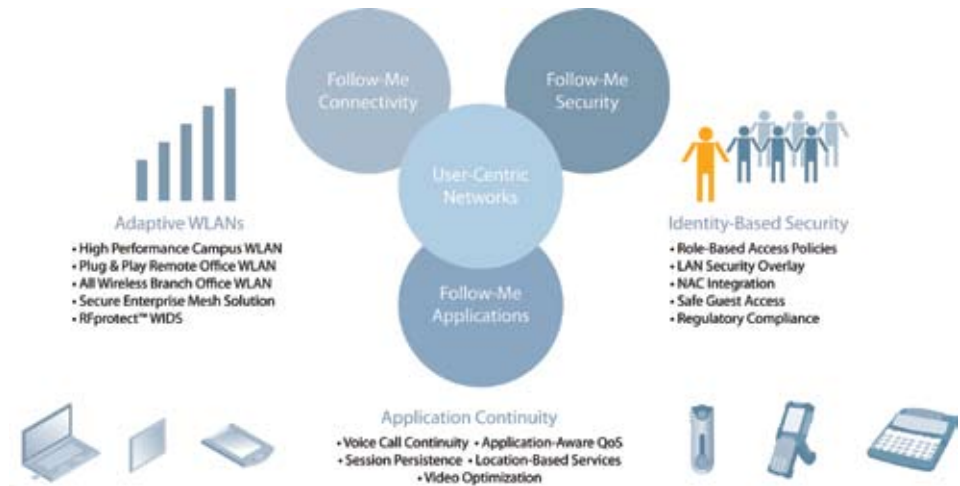 Follow-Me
Connectivity
Follow-Me
Security
User-Centric
Networks
Follow-Me
Applications
Adaptive WLANs
• High Performance Campus WLAN
• Plug & Play Remote Office WLAN
• All Wireless Branch Office WLAN
• Secure Enterprise Mesh Solution
• RFprotect™ WIDS
Identity-Based Security
• Role-Based Access Policies
• LAN Security Overlay
• NAC Integration
• Safe Guest Access
• Regulatory Compliance
Application Continuity
• Voice Call Continuity • Application-Aware QoS
• Session Persistence • Location-Based Services
• Video Optimization